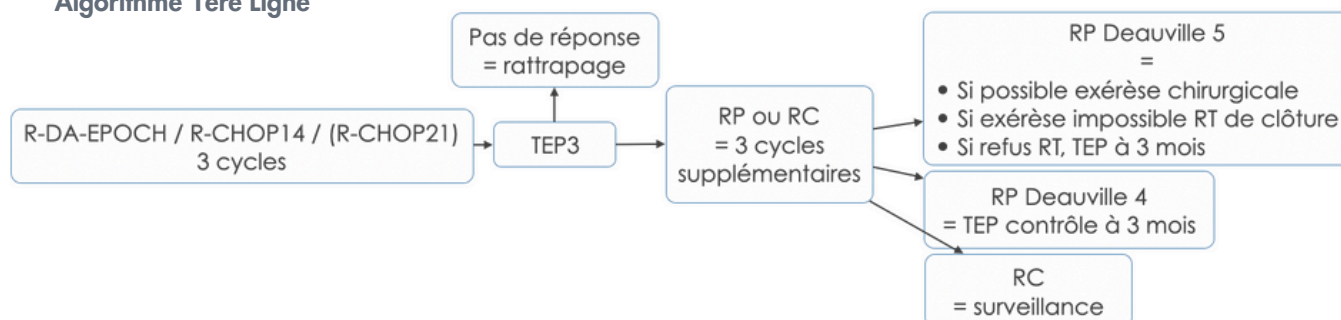 Algorithme 1ère Ligne
Pas de réponse
= rattrapage
R-DA-EPOCH / R-CHOP14 / (R-CHOP21)
3 cycles
TEP3
RP ou RC
= 3 cycles
supplémentaires
RP Deauville 5
=
• Si possible exérèse chirurgicale
• Si exérèse impossible RT de clôture
• Si refus RT, TEP à 3 mois
RP Deauville 4
= TEP contrôle à 3 mois
RC
= surveillance